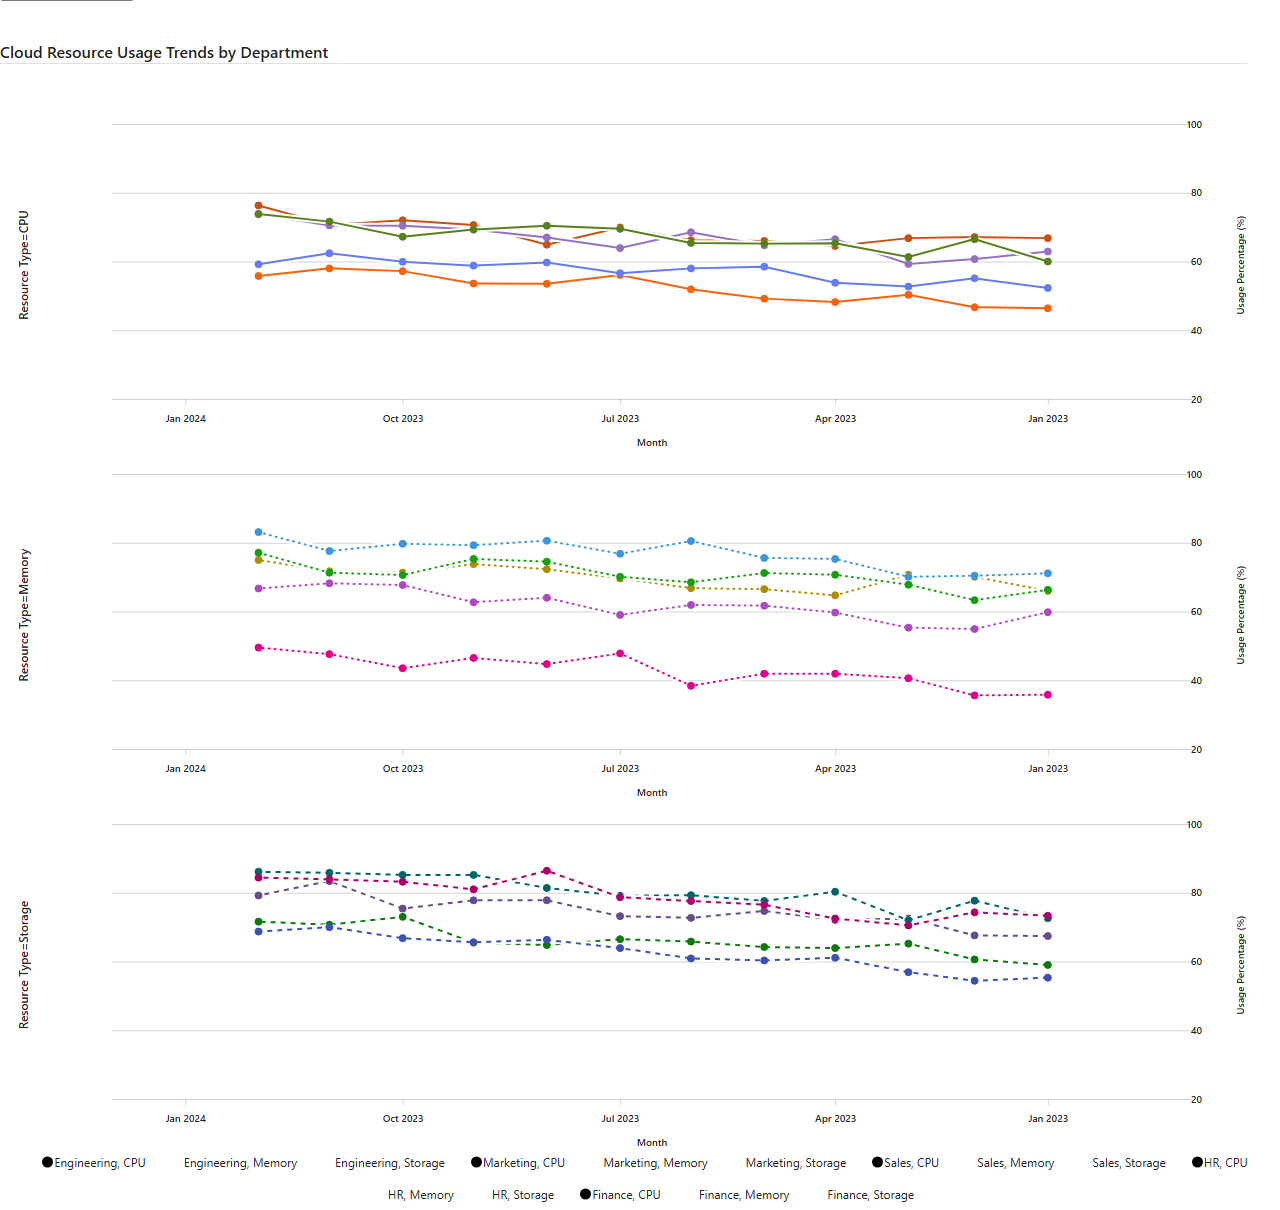 Cloud Resource Usage Trends by Department
Resource Type=CPU
100
80
60
40
20
Usage Percentage (%)
Jan 2024 Oct 2023 Jul 2023 Apr 2023 Jan 2023
Month
Resource Type=Memory
100
80
60
40
20
Usage Percentage (%)
Jan 2024 Oct 2023 Jul 2023 Apr 2023 Jan 2023
Month
Resource Type=Storage
100
80
60
40
20
Usage Percentage (%)
Jan 2024 Oct 2023 Jul 2023 Apr 2023 Jan 2023
Month
Engineering, CPU Engineering, Memory Engineering, Storage Marketing, CPU Marketing, Memory Marketing, Storage Sales, CPU Sales, Memory Sales, Storage HR, CPU
HR, Memory HR, Storage Finance, CPU Finance, Memory Finance, Storage